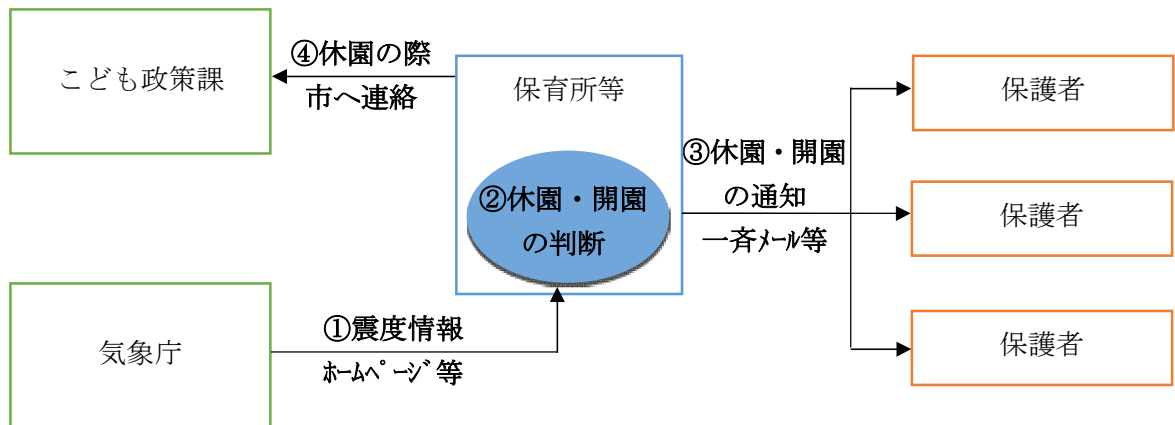 こども政策課
④休園の際
市へ連絡
保育所等
②休園・開園
の判断
③休園・開園
の通知
一斉ﾒｰﾙ等
保護者
保護者
保護者
気象庁
①震度情報
ﾎｰﾑﾍﾟｰｼﾞ等